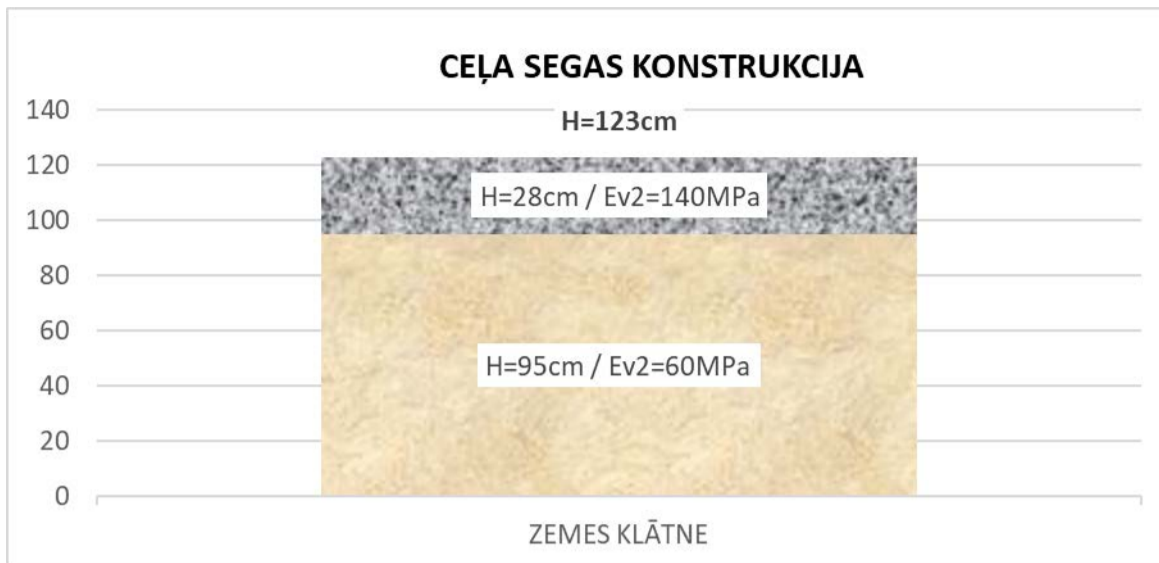 CEĻA SEGAS KONSTRUKCIJA
140
H=123cm
120
H=28cm / Ev2=140MPa
100
80
60
H=95cm / Ev2=60MPa
40
20
0
ZEMES KLĀTNE